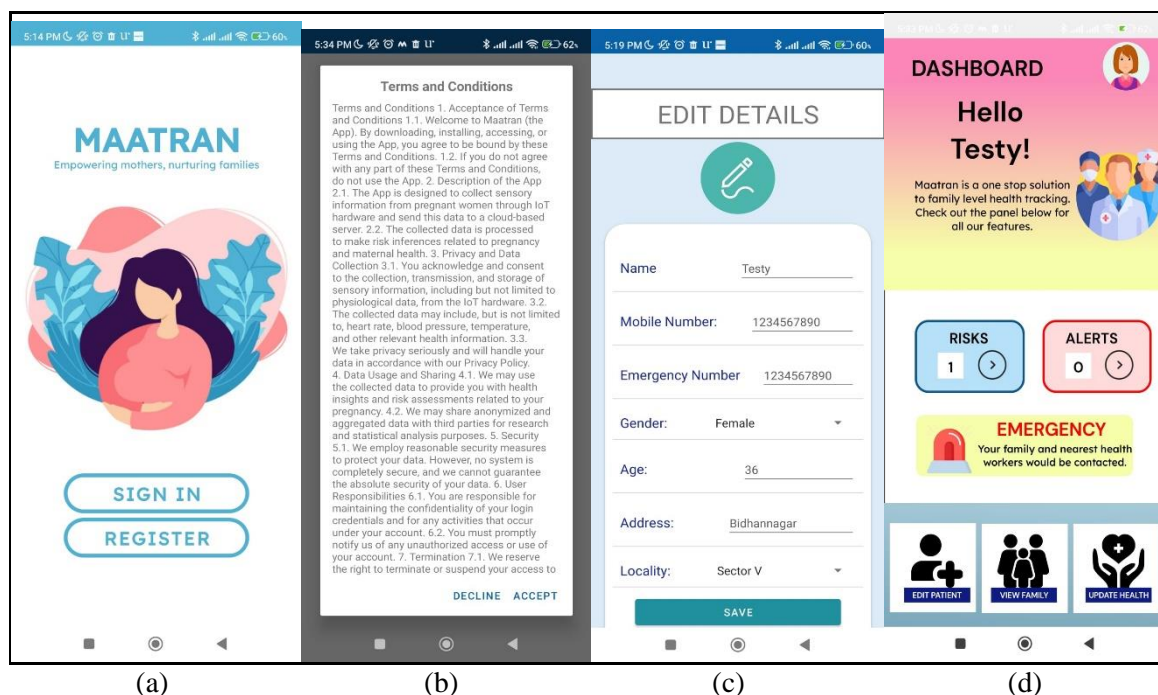 5:14 PM
60%
MAATRAN
Empowering mothers, nurturing families
SIGN IN
REGISTER
(a)
5:34 PM
62%
Terms and Conditions
Terms and Conditions 1. Acceptance of Terms
and Conditions 1.1. Welcome to Maatran (the
App). By downloading, installing, accessing, or
using the App, you agree to be bound by these
Terms and Conditions. 1.2. If you do not agree
with any part of these Terms and Conditions,
do not use the App. 2. Description of the App
2.1. The App is designed to collect sensory
information from pregnant women through IoT
hardware and send this data to a cloud-based
server. 2.2. The collected data is processed
to make risk inferences related to pregnancy
and maternal health. 3. Privacy and Data
Collection 3.1. You acknowledge and consent
to the collection, transmission, and storage of
sensory information, including but not limited to
physiological data, from the IoT hardware. 3.2.
The collected data may include, but is not limited
to, heart rate, blood pressure, temperature,
and other relevant health information. 3.3.
We take privacy seriously and will handle your
data in accordance with our Privacy Policy.
4. Data Usage and Sharing 4.1. We may use
the collected data to provide you with health
insights and risk assessments related to your
pregnancy. 4.2. We may share anonymized and
aggregated data with third parties for research
and statistical analysis purposes. 5. Security
5.1. We employ reasonable security measures
to protect your data. However, no system is
completely secure, and we cannot guarantee
the absolute security of your data. 6. User
Responsibilities 6.1. You are responsible for
maintaining the confidentiality of your login
credentials and for any activities that occur
under your account. 6.2. You must promptly
notify us of any unauthorized access or use of
your account. 7. Termination 7.1. We reserve
the right to terminate or suspend your access to
DECLINE ACCEPT
(b)
5:19 PM
60%
EDIT DETAILS
Name Testy
Mobile Number: 1234567890
Emergency Number 1234567890
Gender: Female
Age: 36
Address: Bidhannagar
Locality: Sector V
SAVE
(c)
DASHBOARD
Hello
Testy!
Maatran is a one stop solution
to family level health tracking.
Check out the panel below for
all our features.
RISKS
1
ALERTS
0
EMERGENCY
Your family and nearest health
workers would be contacted.
EDIT PATIENT
VIEW FAMILY
UPDATE HEALTH
(d)